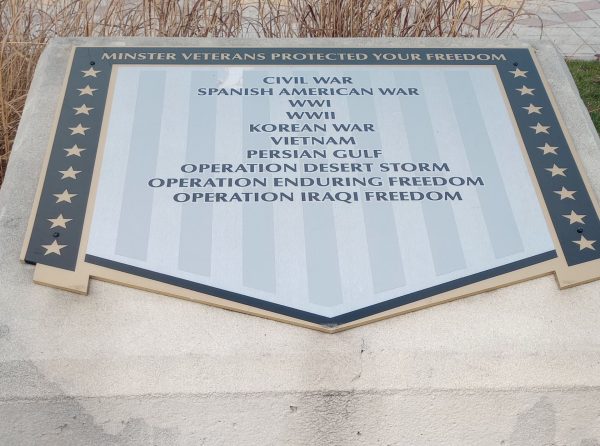 MINSTER VETERANS PROTECTED YOUR FREEDOM
CIVIL WAR
SPANISH AMERICAN WAR
WWI
WWII
KOREAN WAR
VIETNAM
PERSIAN GULF
OPERATION DESERT STORM
OPERATION ENDURING FREEDOM
OPERATION IRAQI FREEDOM